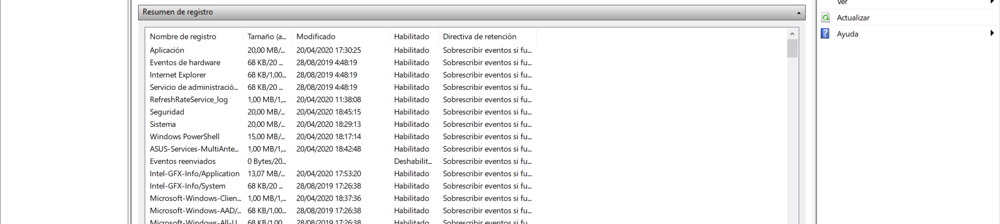 Resumen de registro
Nombre de registro Tamaño (a... Modificado Habilitado Directiva de retención
Aplicación 20,00 MB/... 20/04/2020 17:30:25 Habilitado Sobrescribir eventos si fu...
Eventos de hardware 68 KB/20 ... 28/08/2019 4:48:19 Habilitado Sobrescribir eventos si fu...
Internet Explorer 68 KB/1,00... 28/08/2019 4:48:19 Habilitado Sobrescribir eventos si fu...
Servicio de administració... 68 KB/20 ... 28/08/2019 4:48:19 Habilitado Sobrescribir eventos si fu...
RefreshRateService_log 1,00 MB/1,... 20/04/2020 11:38:08 Habilitado Sobrescribir eventos si fu...
Seguridad 20,00 MB/... 20/04/2020 18:45:15 Habilitado Sobrescribir eventos si fu...
Sistema 20,00 MB/... 20/04/2020 18:29:13 Habilitado Sobrescribir eventos si fu...
Windows PowerShell 15,00 MB/... 20/04/2020 18:17:14 Habilitado Sobrescribir eventos si fu...
ASUS-Services-MultiAnte... 1,00 MB/1,... 20/04/2020 18:42:48 Habilitado Sobrescribir eventos si fu...
Eventos reenviados 0 Bytes/20... Deshabilit... Sobrescribir eventos si fu...
Intel-GFX-Info/Application 13,07 MB/... 20/04/2020 17:53:20 Habilitado Sobrescribir eventos si fu...
Intel-GFX-Info/System 68 KB/20 ... 28/08/2019 17:26:38 Habilitado Sobrescribir eventos si fu...
Microsoft-Windows-Clien... 1,00 MB/1,... 20/04/2020 18:37:36 Habilitado Sobrescribir eventos si fu...
Microsoft-Windows-AAD/... 68 KB/1,00... 28/08/2019 17:26:38 Habilitado Sobrescribir eventos si fu...
Microsoft-Windows-All-U... 68 KB/1,00... 28/08/2019 17:26:38 Habilitado Sobrescribir eventos si fu...
Ver
Actualizar
Ayuda